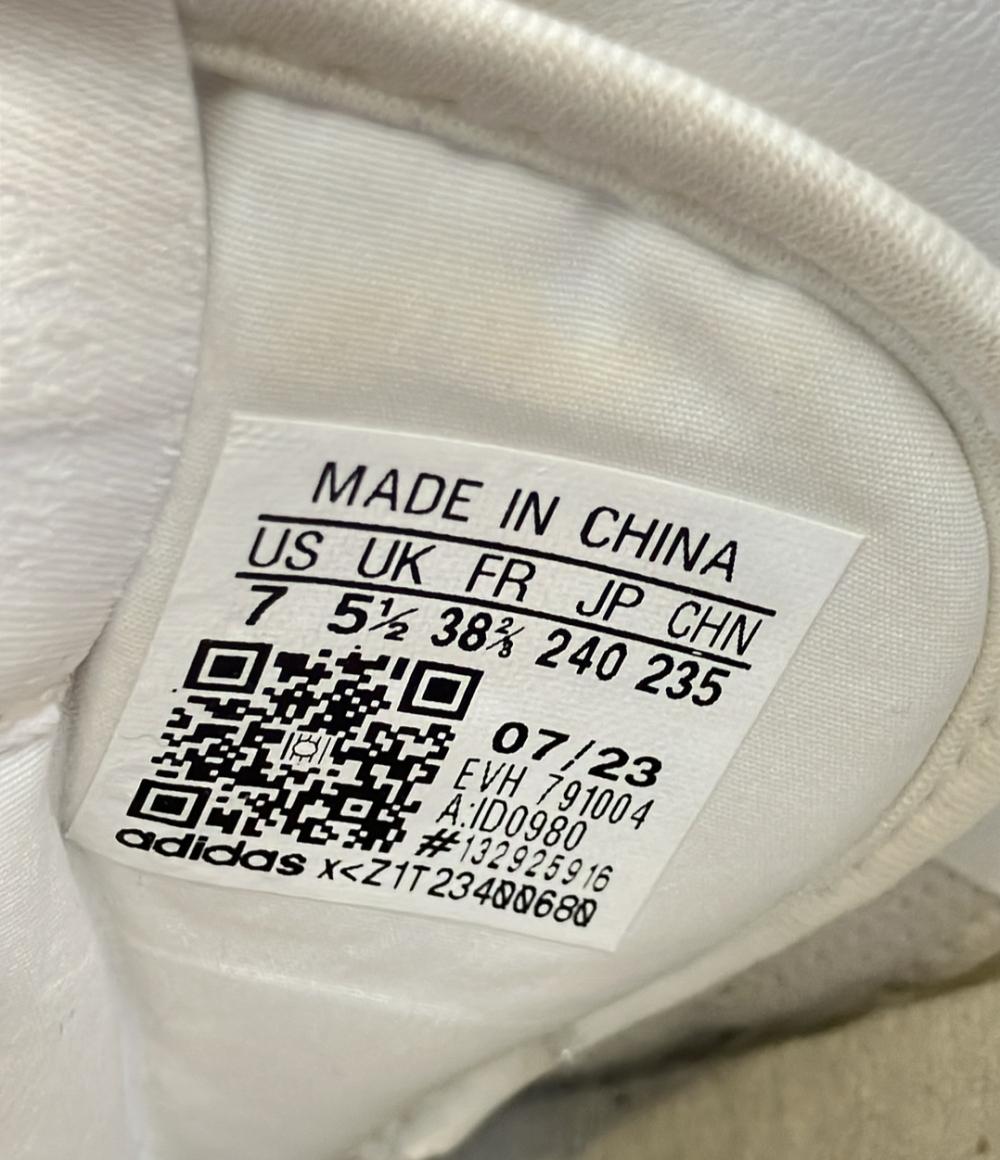 MADE IN CHINA
US UK FR JP CHN
7 5½ 38⅔ 240 235
07/23
EVH 791004
A:ID0980
#132925916
adidas X<Z1T23400680